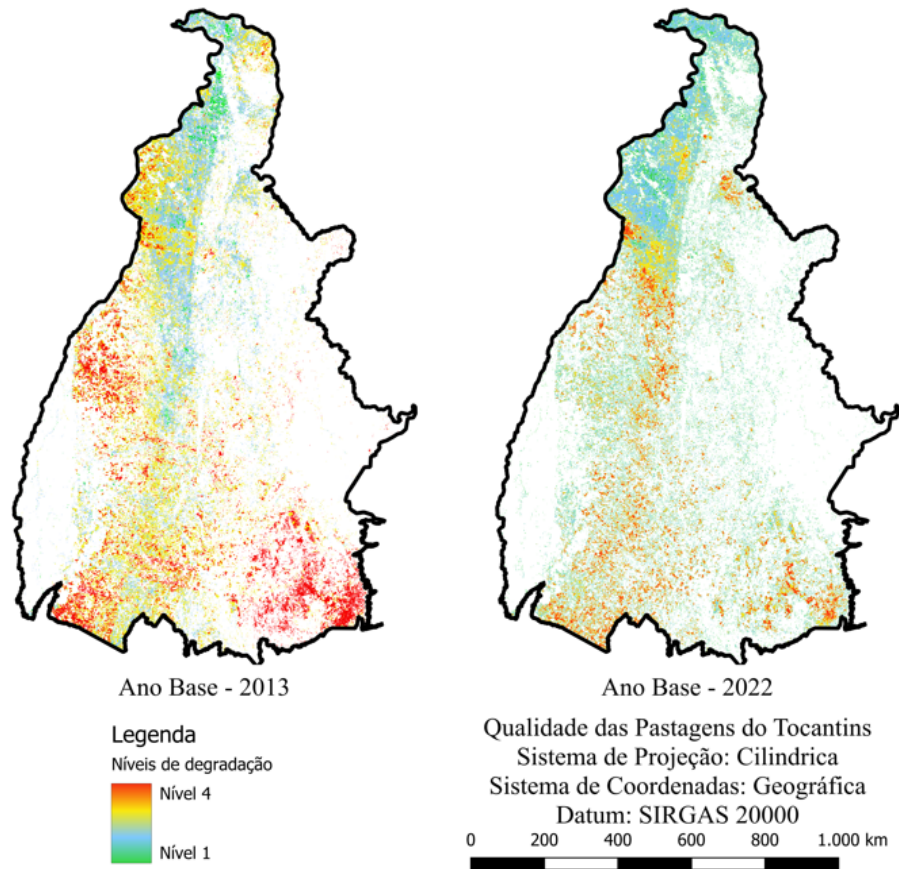 Ano Base - 2013
Ano Base - 2022
Legenda
Níveis de degradação
Nível 4
Nível 1
Qualidade das Pastagens do Tocantins
Sistema de Projeção: Cilindrica
Sistema de Coordenadas: Geográfica
Datum: SIRGAS 20000
0 200 400 600 800 1.000 km